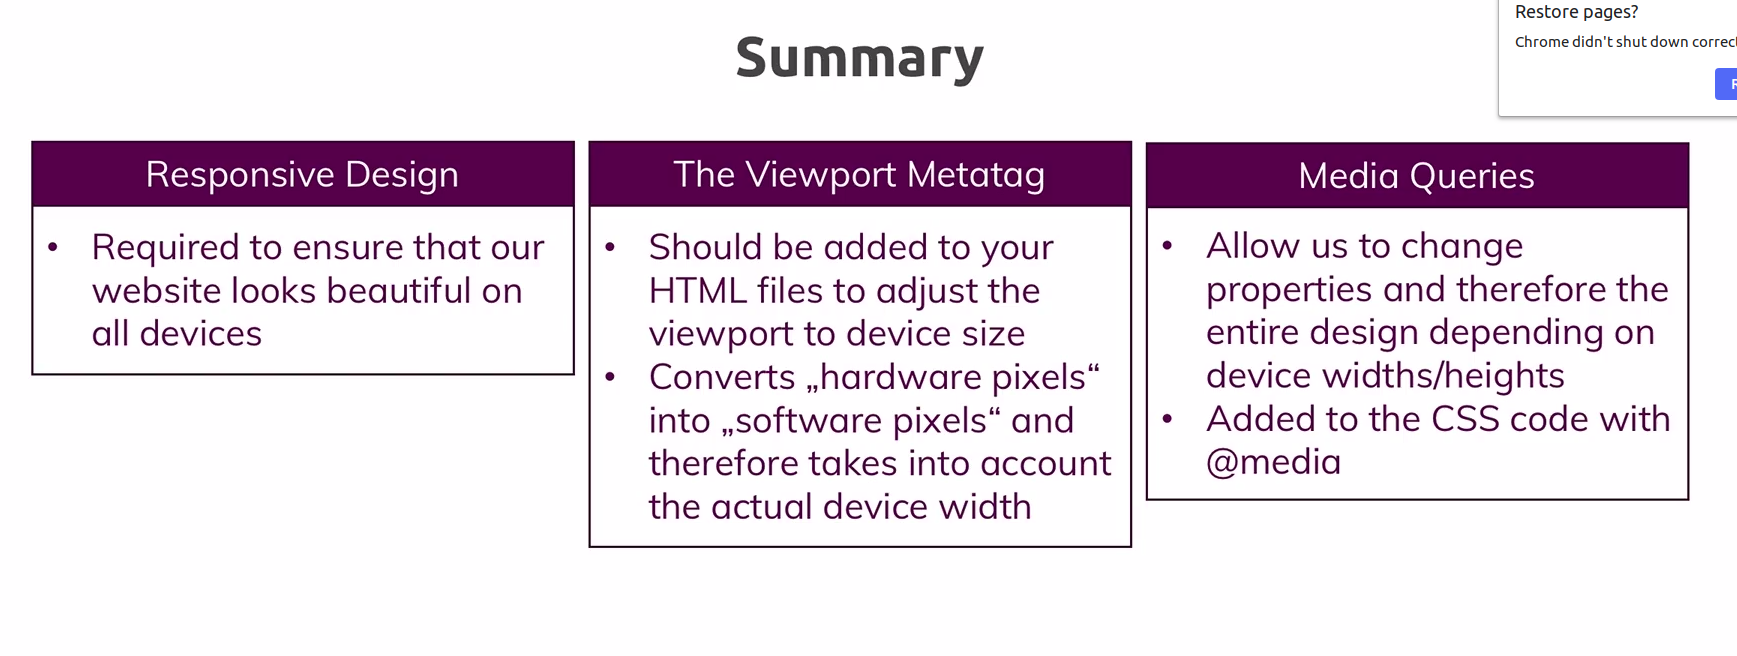 Restore pages?
Chrome didn't shut down correct
Summary
Responsive Design
• Required to ensure that our
website looks beautiful on
all devices
The Viewport Metatag
• Should be added to your
HTML files to adjust the
viewport to device size
• Converts „hardware pixels“
into „software pixels“ and
therefore takes into account
the actual device width
Media Queries
• Allow us to change
properties and therefore the
entire design depending on
device widths/heights
• Added to the CSS code with
@media